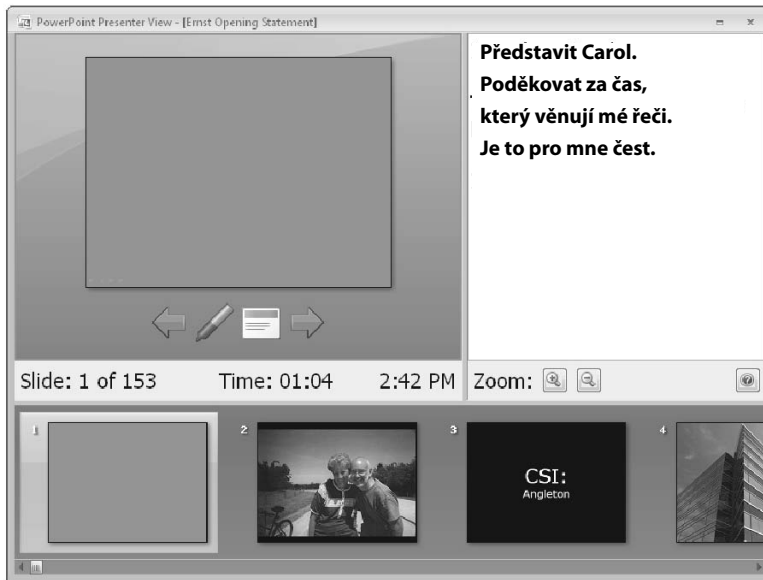 PowerPoint Presenter View - [Ernst Opening Statement]
Představit Carol.
Poděkovat za čas,
který věnují mé řeči.
Je to pro mne čest.
Slide: 1 of 153 Time: 01:04 2:42 PM Zoom:
1 2 3 4
CSI:
Angleton